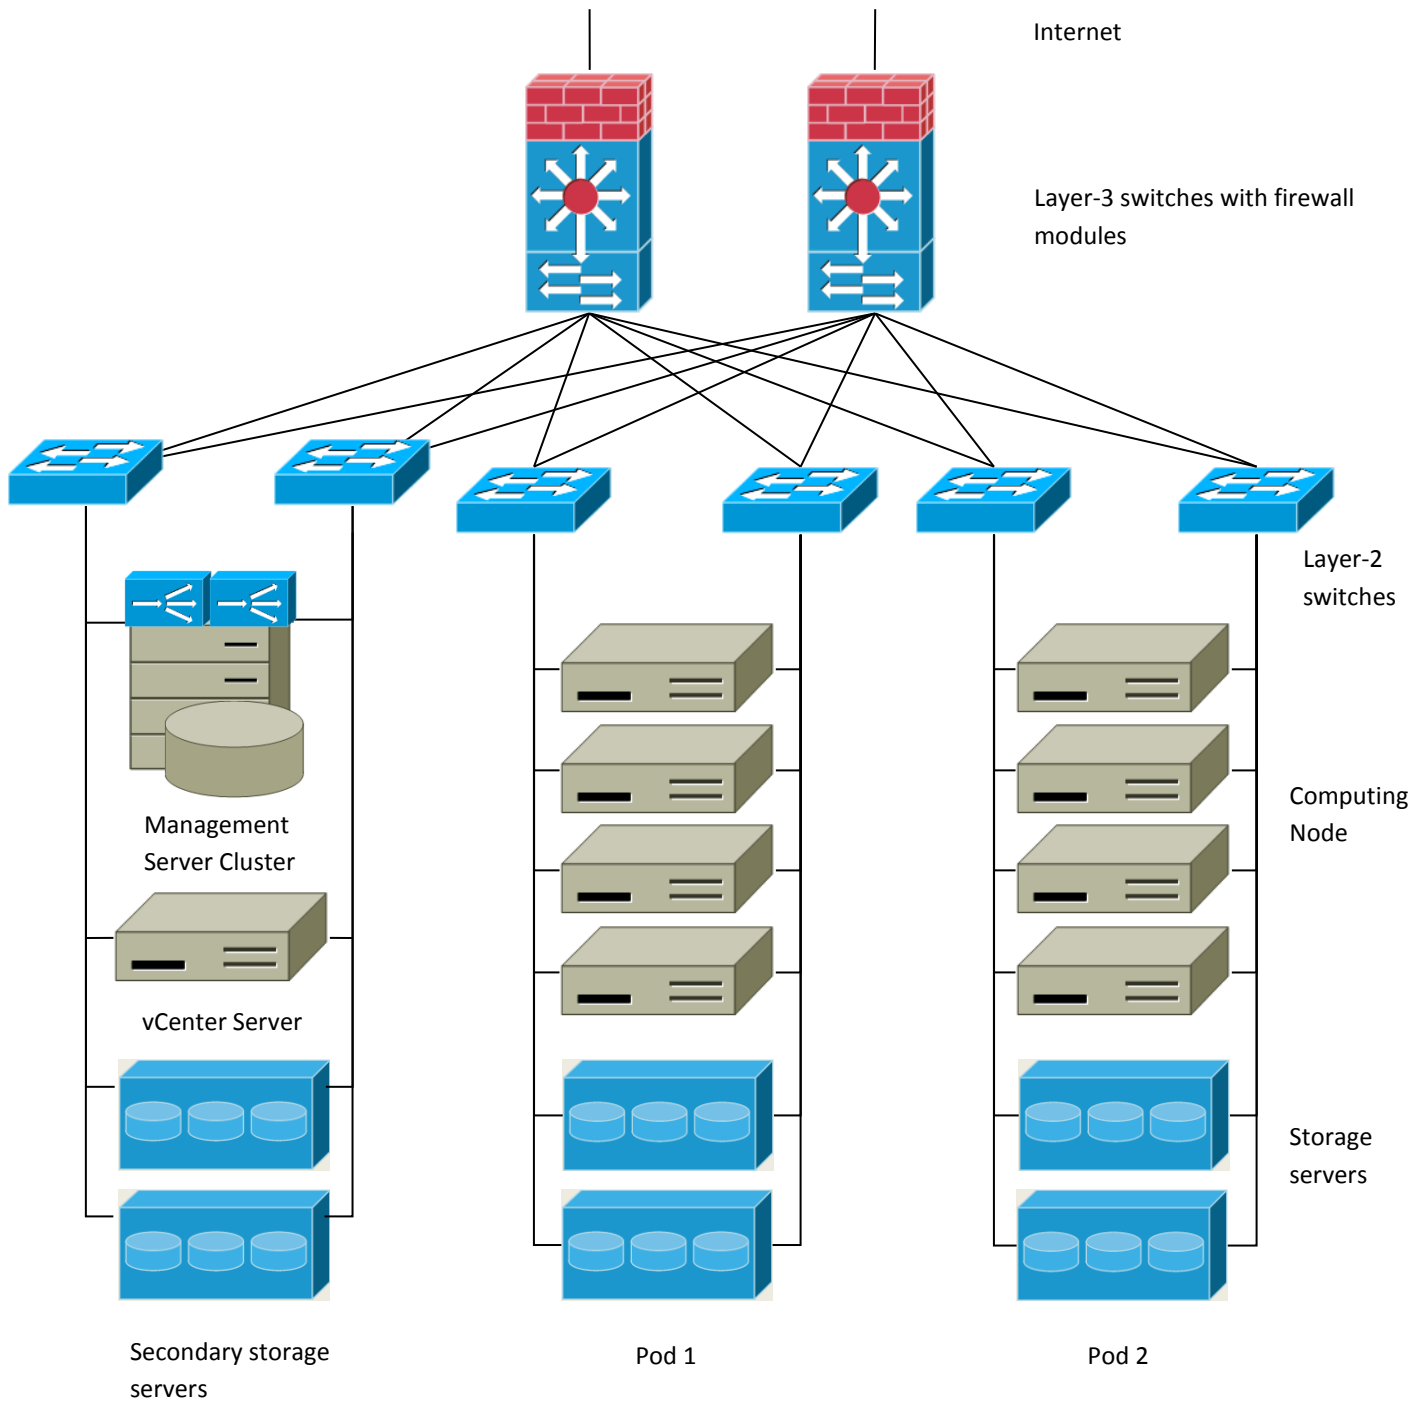 Internet
Layer-3 switches with firewall
modules
Layer-2
switches
Management
Server Cluster
Computing
Node
vCenter Server
Storage
servers
Secondary storage
servers
Pod 1
Pod 2